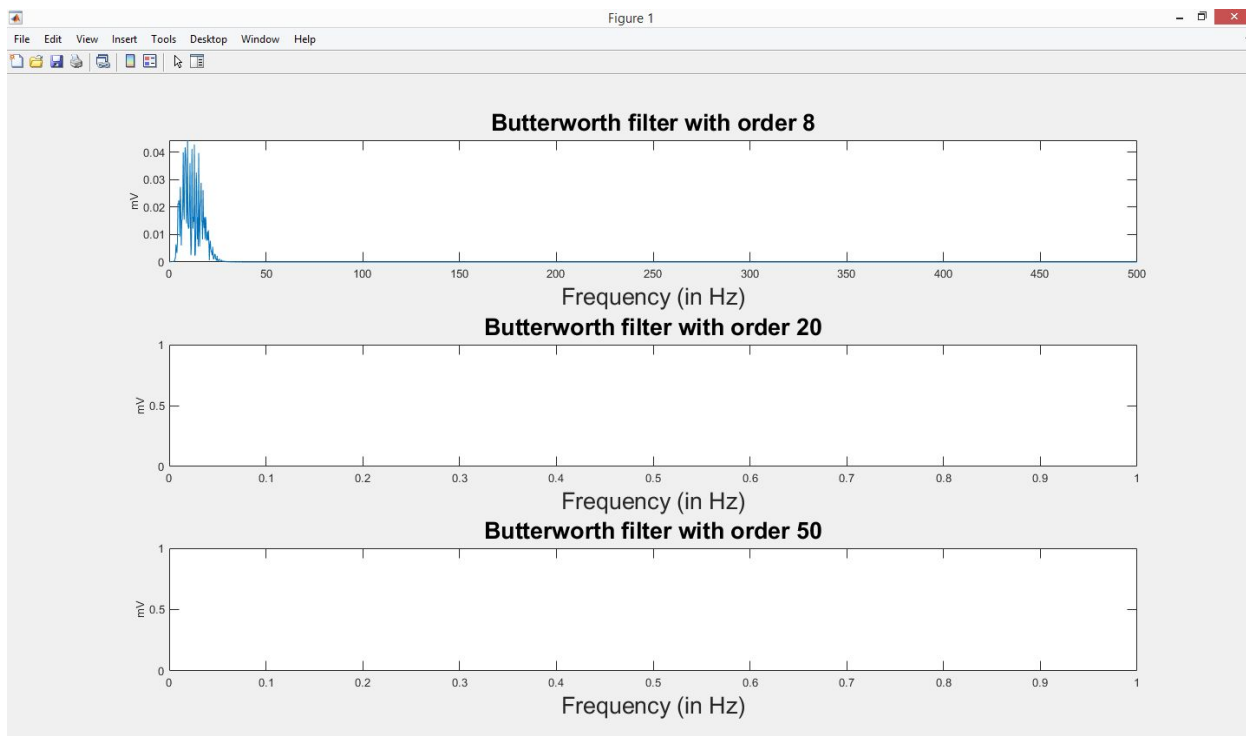 Figure 1
File Edit View Insert Tools Desktop Window Help
Butterworth filter with order 8
0.04
0.03
0.02
0.01
0
mV
0 50 100 150 200 250 300 350 400 450 500
Frequency (in Hz)
Butterworth filter with order 20
1
0.5
0
mV
0 0.1 0.2 0.3 0.4 0.5 0.6 0.7 0.8 0.9 1
Frequency (in Hz)
Butterworth filter with order 50
1
0.5
0
mV
0 0.1 0.2 0.3 0.4 0.5 0.6 0.7 0.8 0.9 1
Frequency (in Hz)